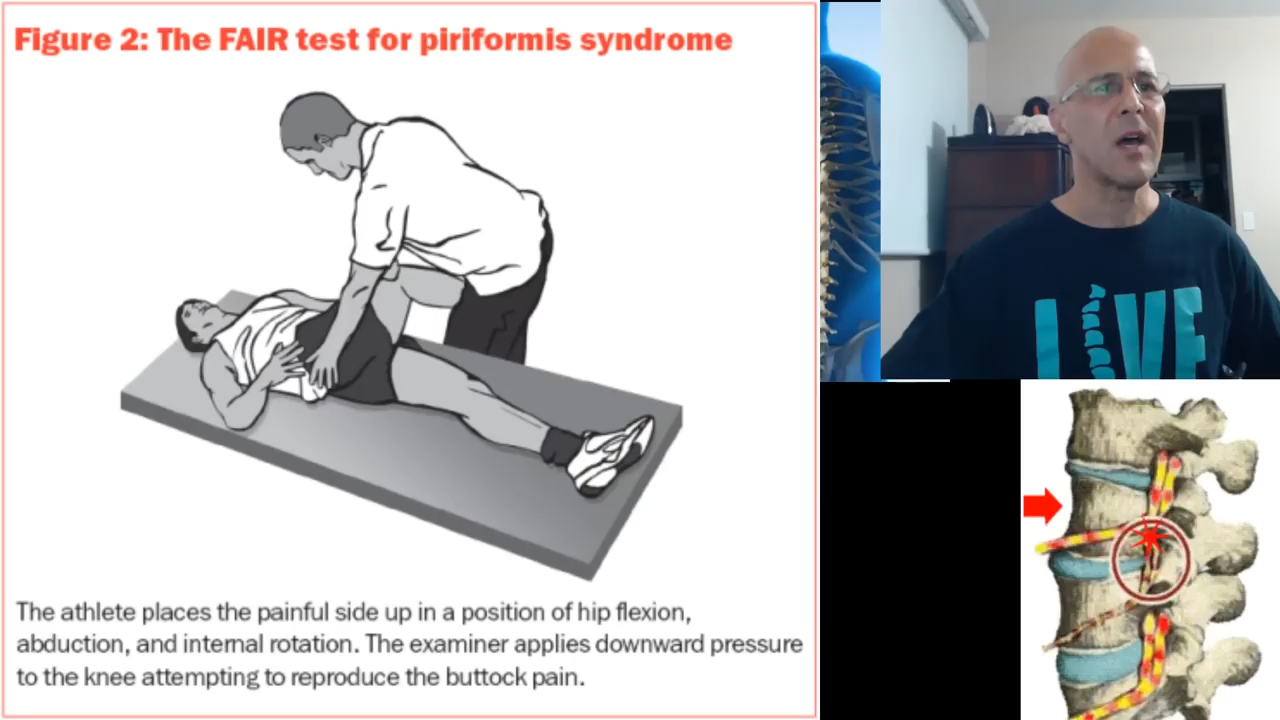 Figure 2: The FAIR test for piriformis syndrome
The athlete places the painful side up in a position of hip flexion,
abduction, and internal rotation. The examiner applies downward pressure
to the knee attempting to reproduce the buttock pain.
LIVE